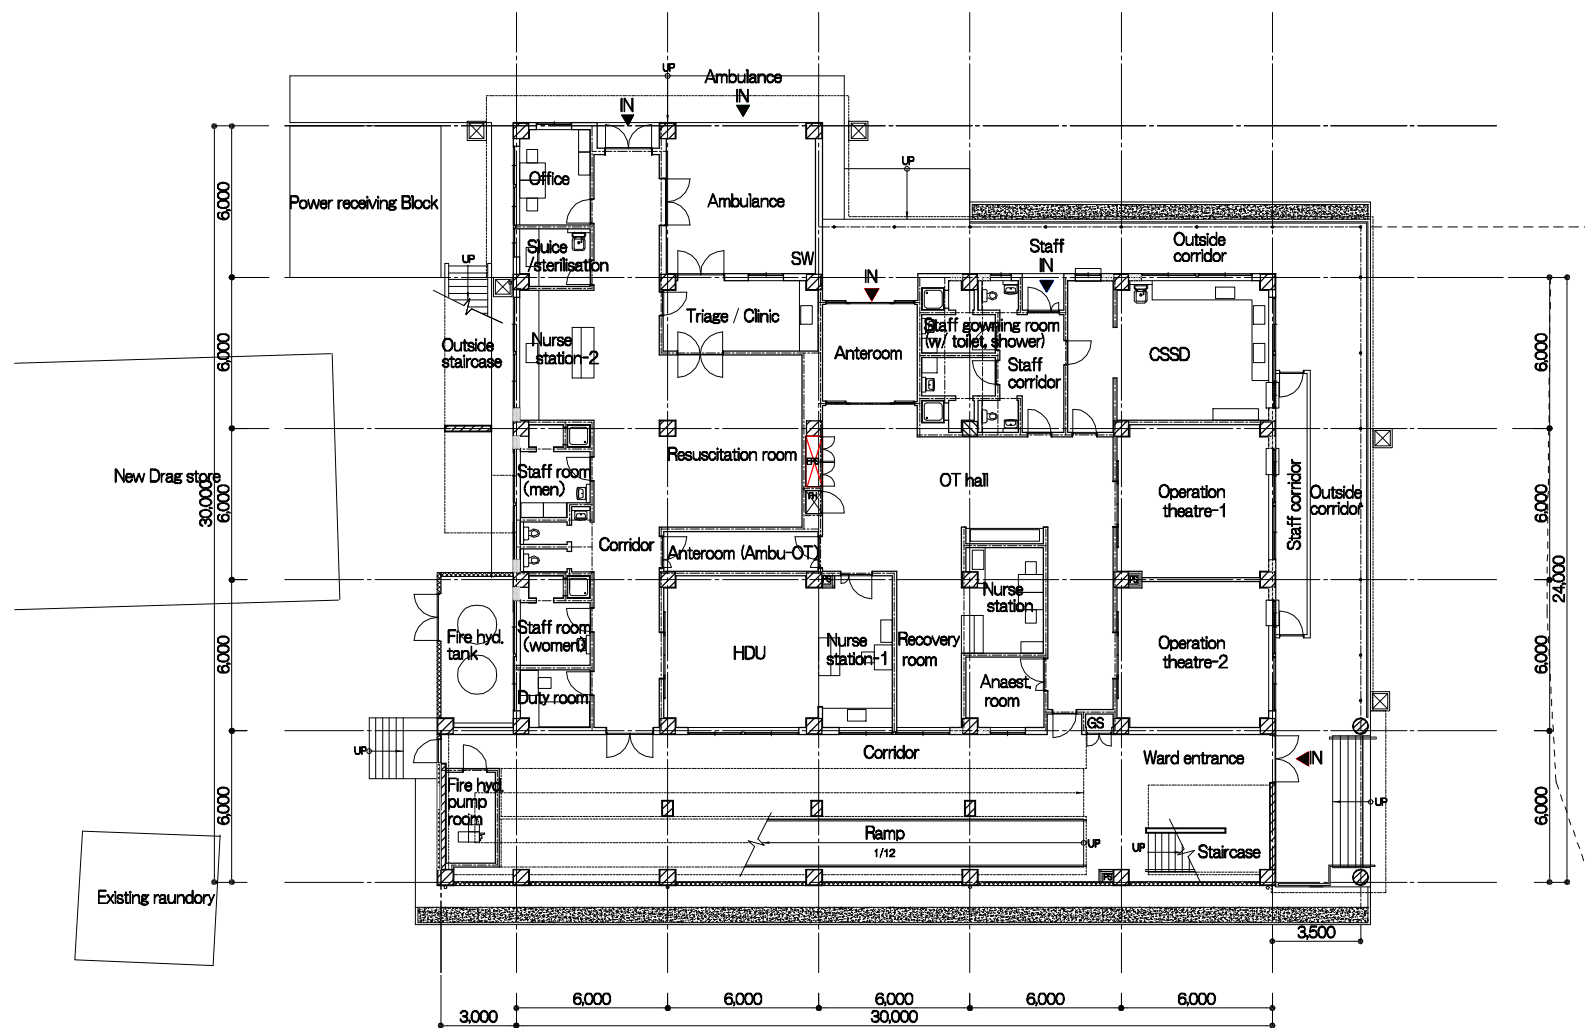 UP
Ambulance
IN
IN
Office
Power receiving Block
Ambulance
UP
6,000
Sluice
/sterilisation
SW
Staff
IN
Outside
corridor
UP
IN
Triage / Clinic
Nurse
station-2
Outside
staircase
Anteroom
Staff gowning room
(w/ toilet, shower)
Staff
corridor
CSSD
6,000
6,000
New Drag store
Staff room
(men)
Resuscitation room
EPS
OT hall
Operation
theatre-1
Staff corridor
Outside
corridor
30,000
6,000
6,000
Corridor
Anteroom (Ambu-OT)
PS
PS
24,000
Fire hyd.
tank
Staff room
(women)
Duty room
HDU
Nurse
station-1
Recovery
room
Nurse
station
Anaest.
room
Operation
theatre-2
6,000
6,000
GS
UP
Corridor
Ward entrance
IN
Fire hyd.
pump
room
Ramp
1/12
UP
UP
Staircase
UP
6,000
6,000
PS
Existing raundory
3,500
6,000
6,000
6,000
6,000
6,000
3,000
30,000